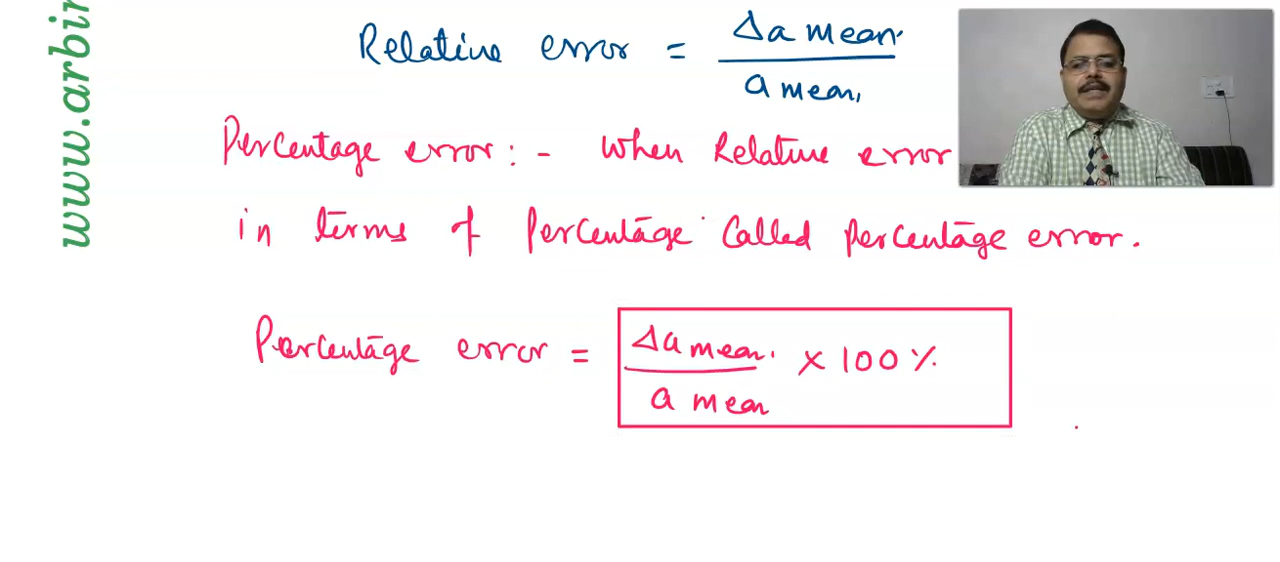 www.arbin
Relative error = Δa mean.
a mean,
Percentage error : - When Relative error
in terms of Percentage Called Percentage error.
Percentage error = Δa mean. × 100%
a mean